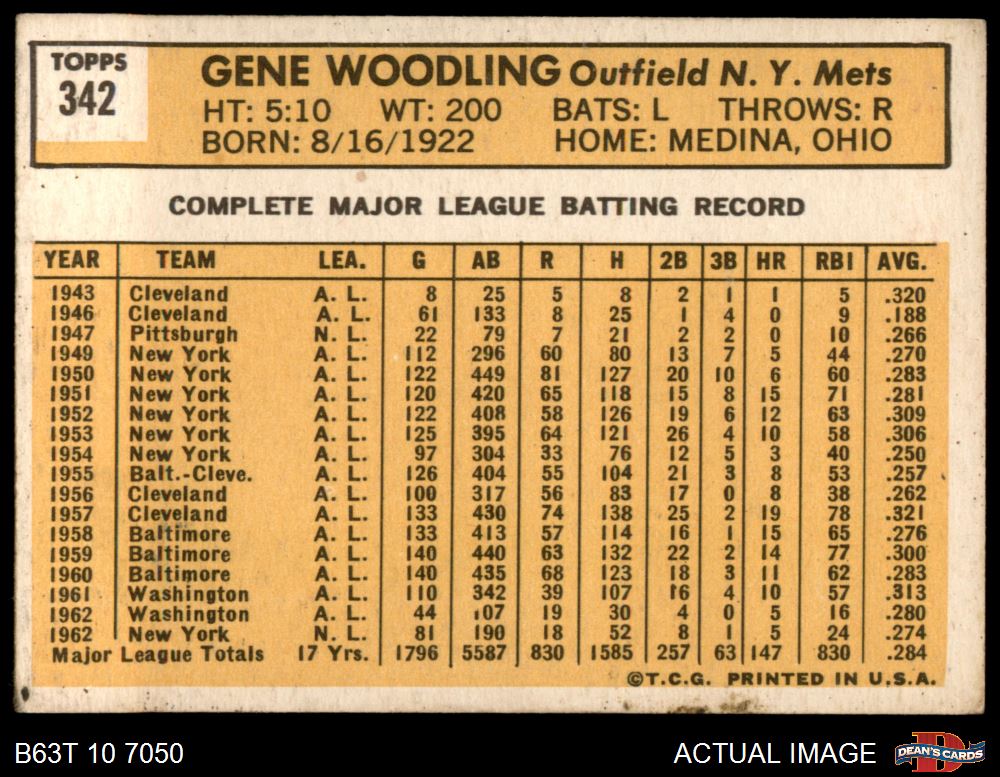 TOPPS
342
GENE WOODLING Outfield N. Y. Mets
HT: 5:10 WT: 200 BATS: L THROWS: R
BORN: 8/16/1922 HOME: MEDINA, OHIO
COMPLETE MAJOR LEAGUE BATTING RECORD
YEAR TEAM LEA. G AB R H 2B 3B HR RBI AVG.
1943 Cleveland A. L. 8 25 5 8 2 1 1 5 .320
1946 Cleveland A. L. 61 133 8 25 1 4 0 9 .188
1947 Pittsburgh N. L. 22 79 7 21 2 2 0 10 .266
1949 New York A. L. 112 296 60 80 13 7 5 44 .270
1950 New York A. L. 122 449 81 127 20 10 6 60 .283
1951 New York A. L. 120 420 65 118 15 8 15 71 .281
1952 New York A. L. 122 408 58 126 19 6 12 63 .309
1953 New York A. L. 125 395 64 121 26 4 10 58 .306
1954 New York A. L. 97 304 33 76 12 5 3 40 .250
1955 Balt.-Cleve. A. L. 126 404 55 104 21 3 8 53 .257
1956 Cleveland A. L. 100 317 56 83 17 0 8 38 .262
1957 Cleveland A. L. 133 430 74 138 25 2 19 78 .321
1958 Baltimore A. L. 133 413 57 114 16 1 15 65 .276
1959 Baltimore A. L. 140 440 63 132 22 2 14 77 .300
1960 Baltimore A. L. 140 435 68 123 18 3 11 62 .283
1961 Washington A. L. 110 342 39 107 16 4 10 57 .313
1962 Washington A. L. 44 107 19 30 4 0 5 16 .280
1962 New York N. L. 81 190 18 52 8 1 5 24 .274
Major League Totals 17 Yrs. 1796 5587 830 1585 257 63 147 830 .284
©T.C.G. PRINTED IN U.S.A.
B63T 10 7050 ACTUAL IMAGE
D
DEAN'S CARDS